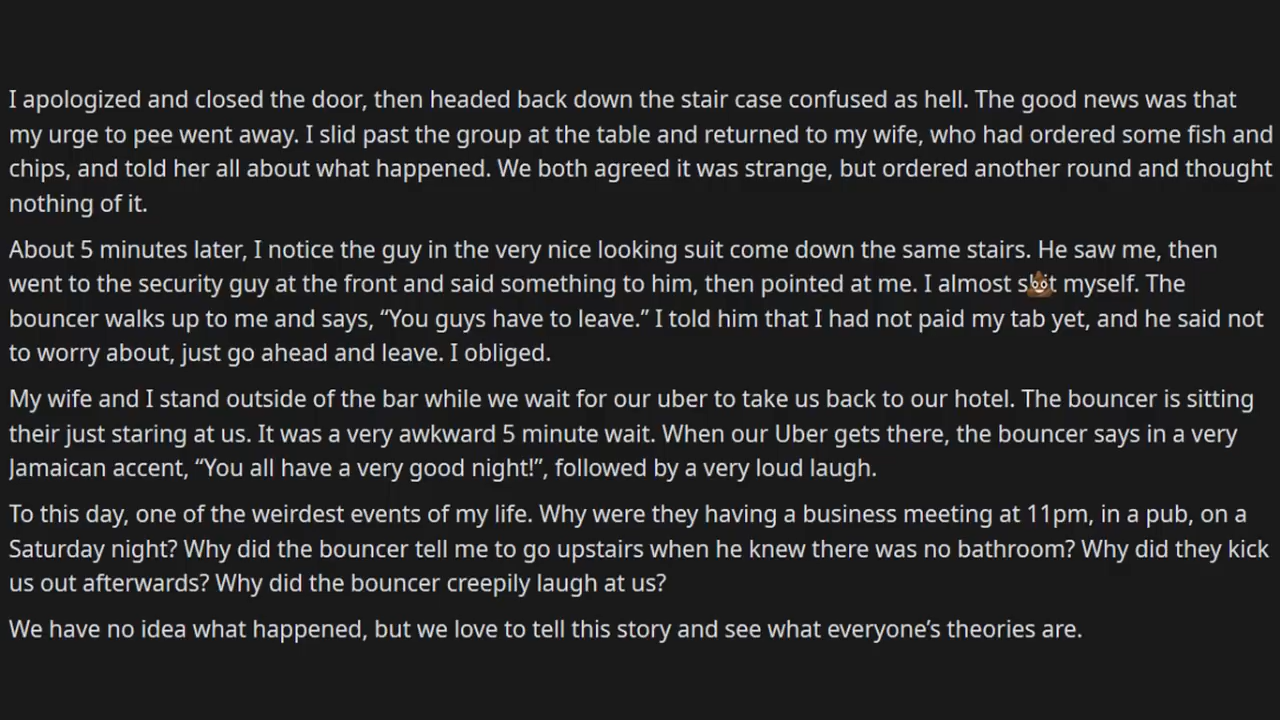 I apologized and closed the door, then headed back down the stair case confused as hell. The good news was that
my urge to pee went away. I slid past the group at the table and returned to my wife, who had ordered some fish and
chips, and told her all about what happened. We both agreed it was strange, but ordered another round and thought
nothing of it.
About 5 minutes later, I notice the guy in the very nice looking suit come down the same stairs. He saw me, then
went to the security guy at the front and said something to him, then pointed at me. I almost s💩t myself. The
bouncer walks up to me and says, “You guys have to leave.” I told him that I had not paid my tab yet, and he said not
to worry about, just go ahead and leave. I obliged.
My wife and I stand outside of the bar while we wait for our uber to take us back to our hotel. The bouncer is sitting
their just staring at us. It was a very awkward 5 minute wait. When our Uber gets there, the bouncer says in a very
Jamaican accent, “You all have a very good night!”, followed by a very loud laugh.
To this day, one of the weirdest events of my life. Why were they having a business meeting at 11pm, in a pub, on a
Saturday night? Why did the bouncer tell me to go upstairs when he knew there was no bathroom? Why did they kick
us out afterwards? Why did the bouncer creepily laugh at us?
We have no idea what happened, but we love to tell this story and see what everyone’s theories are.